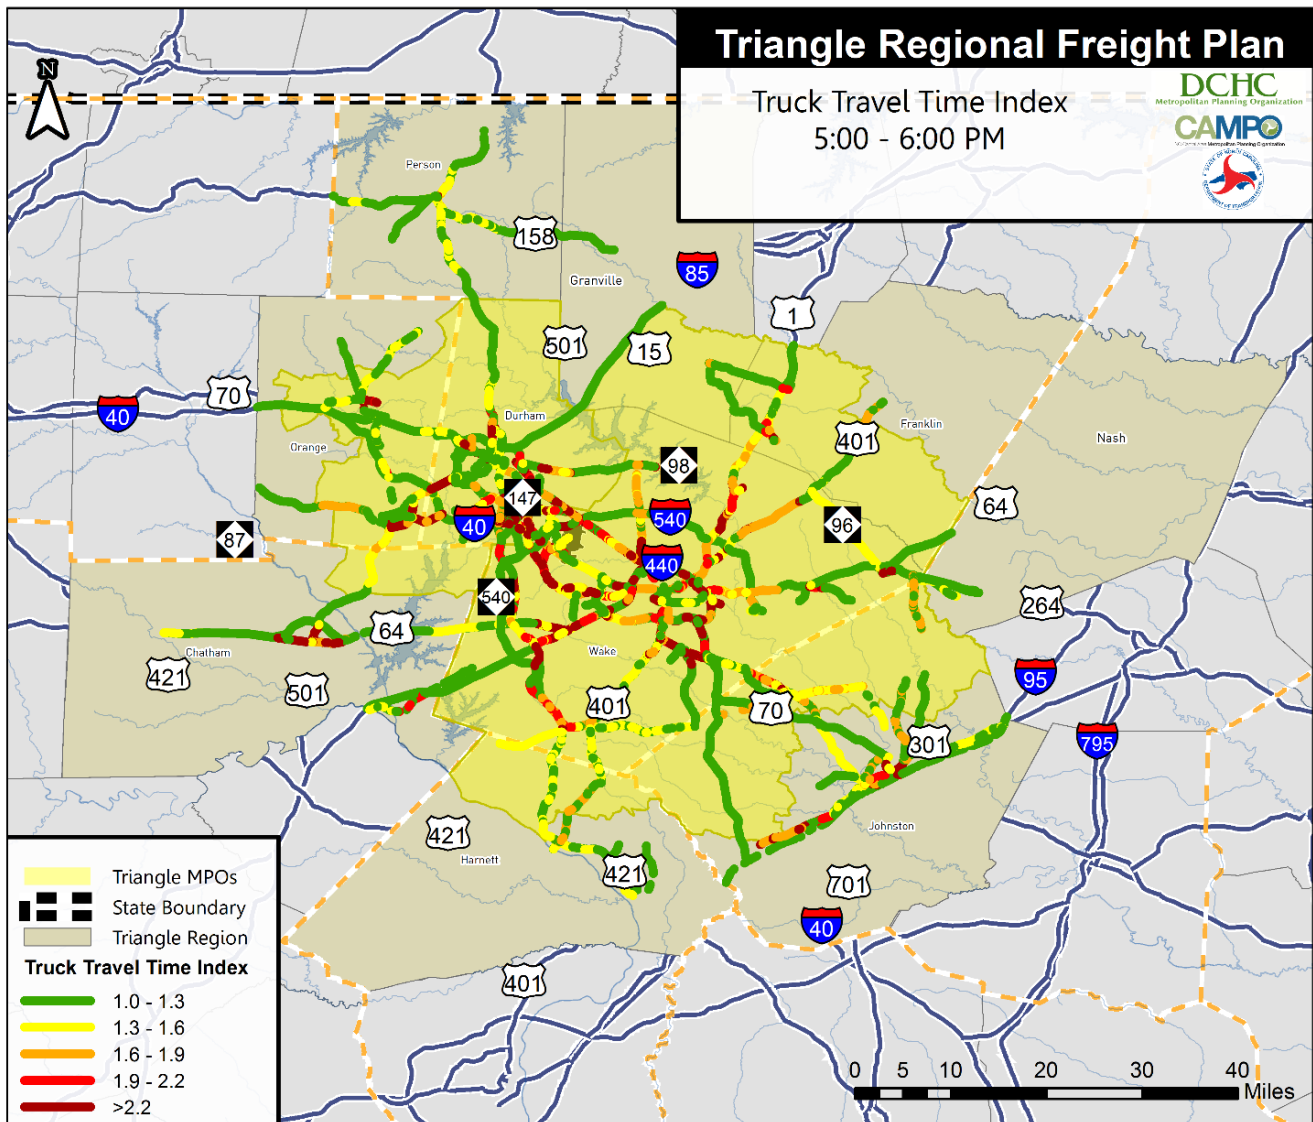 Triangle Regional Freight Plan
Truck Travel Time Index
5:00 - 6:00 PM
DCHC
Metropolitan Planning Organization
CAMPO
N
Person
158
Granville
85
1
501
15
70
40
Durham
Orange
401
Franklin
Nash
98
147
40
540
64
96
87
440
540
264
64
Wake
Chatham
421
501
95
401
70
301
795
421
Harnett
Johnston
421
701
40
401
Triangle MPOs
State Boundary
Triangle Region
Truck Travel Time Index
1.0 - 1.3
1.3 - 1.6
1.6 - 1.9
1.9 - 2.2
>2.2
0 5 10 20 30 40
Miles